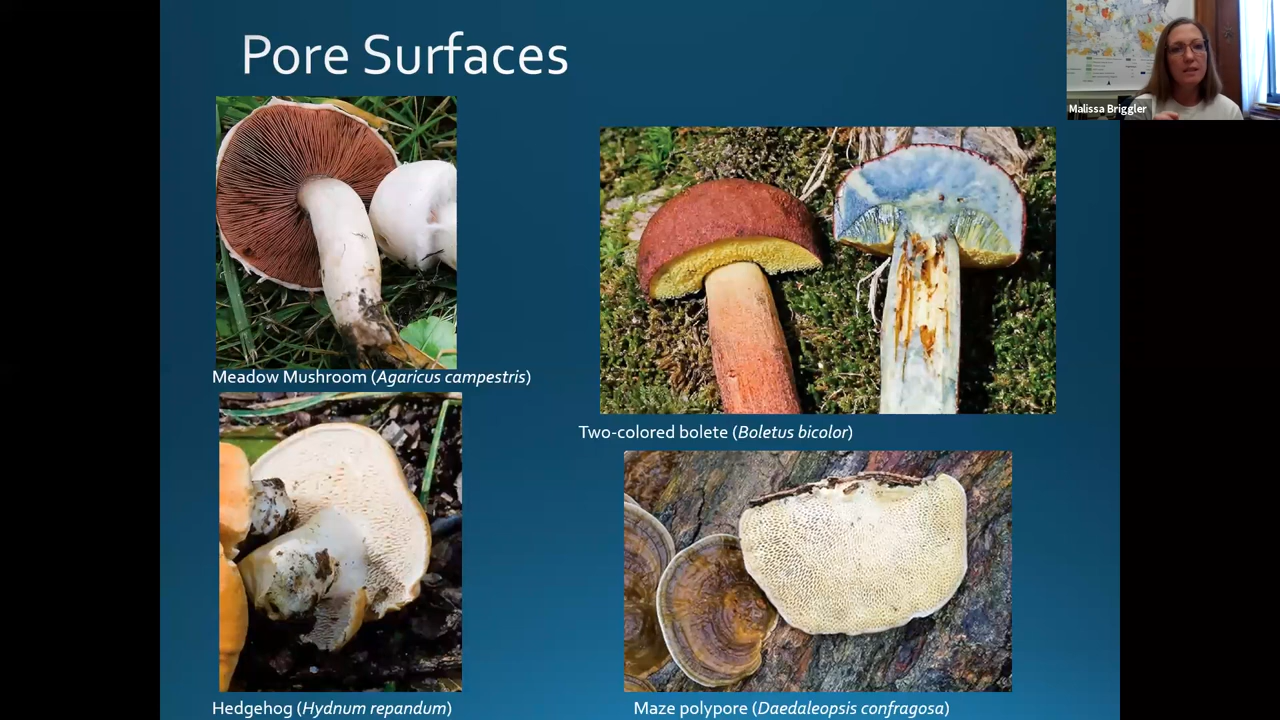 Pore Surfaces
Malissa Briggler
Meadow Mushroom (Agaricus campestris)
Two-colored bolete (Boletus bicolor)
Hedgehog (Hydnum repandum)
Maze polypore (Daedaleopsis confragosa)